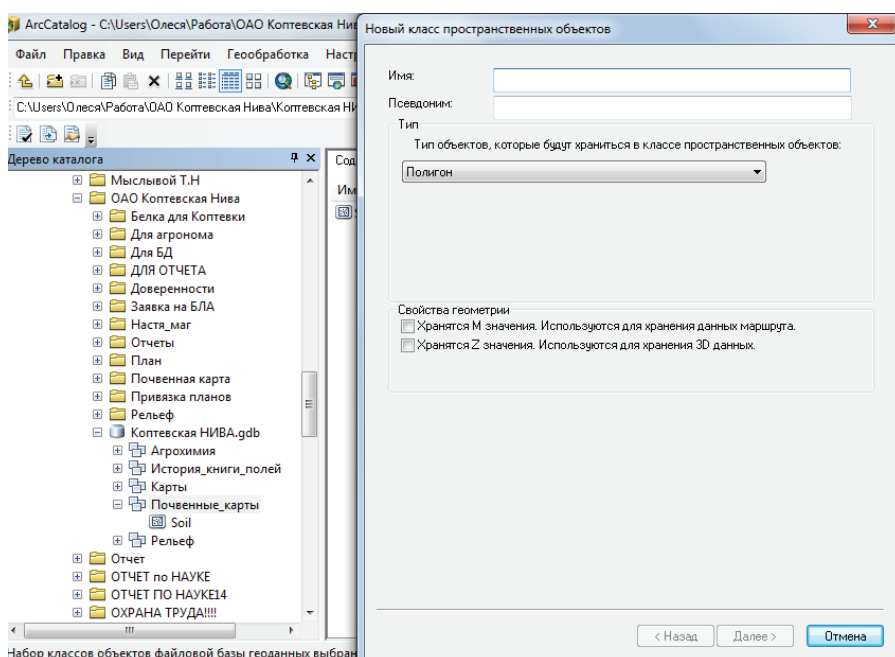 ArcCatalog - C:\Users\Олеся\Работа\ОАО Коптевская Нив
Файл Правка Вид Перейти Геообработка Настр
C:\Users\Олеся\Работа\ОАО Коптевская Нива\Коптевская НИ
Дерево каталога
Мыслывой Т.Н
ОАО Коптевская Нива
Белка для Коптевки
Для агронома
Для БД
ДЛЯ ОТЧЕТА
Доверенности
Заявка на БЛА
Настя_маг
Отчеты
План
Почвенная карта
Привязка планов
Рельеф
Коптевская НИВА.gdb
Агрохимия
История_книги_полей
Карты
Почвенные_карты
Soil
Рельеф
Отчет
ОТЧЕТ по НАУКЕ
ОТЧЕТ ПО НАУКЕ14
ОХРАНА ТРУДА!!!!
Набор классов объектов файловой базы геоданных выбран
Сод
Им
Новый класс пространственных объектов
Имя:
Псевдоним:
Тип
Тип объектов, которые будут храниться в классе пространственных объектов:
Полигон
Свойства геометрии
Хранятся M значения. Используются для хранения данных маршрута.
Хранятся Z значения. Используются для хранения 3D данных.
< Назад Далее > Отмена